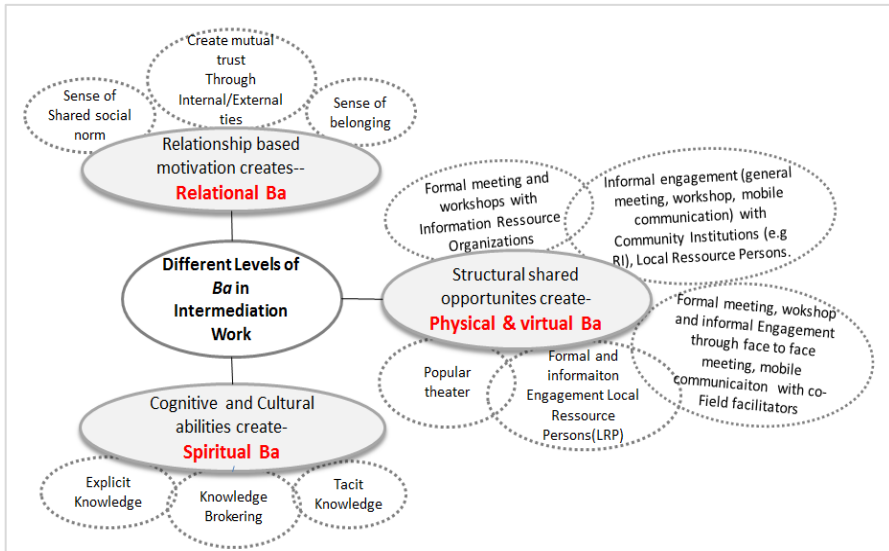 Create mutual
trust
Through
Internal/External
ties
Sense of
Shared social
norm
Sense of
belonging
Relationship based
motivation creates--
Relational Ba
Formal meeting and
workshops with
Information Ressource
Organizations
Informal engagement (general
meeting, workshop, mobile
communication) with
Community Institutions (e.g
RI), Local Ressource Persons.
Different Levels of
Ba in
Intermediation
Work
Structural shared
opportunites create-
Physical & virtual Ba
Formal meeting, wokshop
and informal Engagement
through face to face
meeting, mobile
communicaiton with co-
Field facilitators
Popular
theater
Formal and
informaiton
Engagement Local
Ressource
Persons(LRP)
Cognitive and Cultural
abilities create-
Spiritual Ba
Explicit
Knowledge
Knowledge
Brokering
Tacit
Knowledge